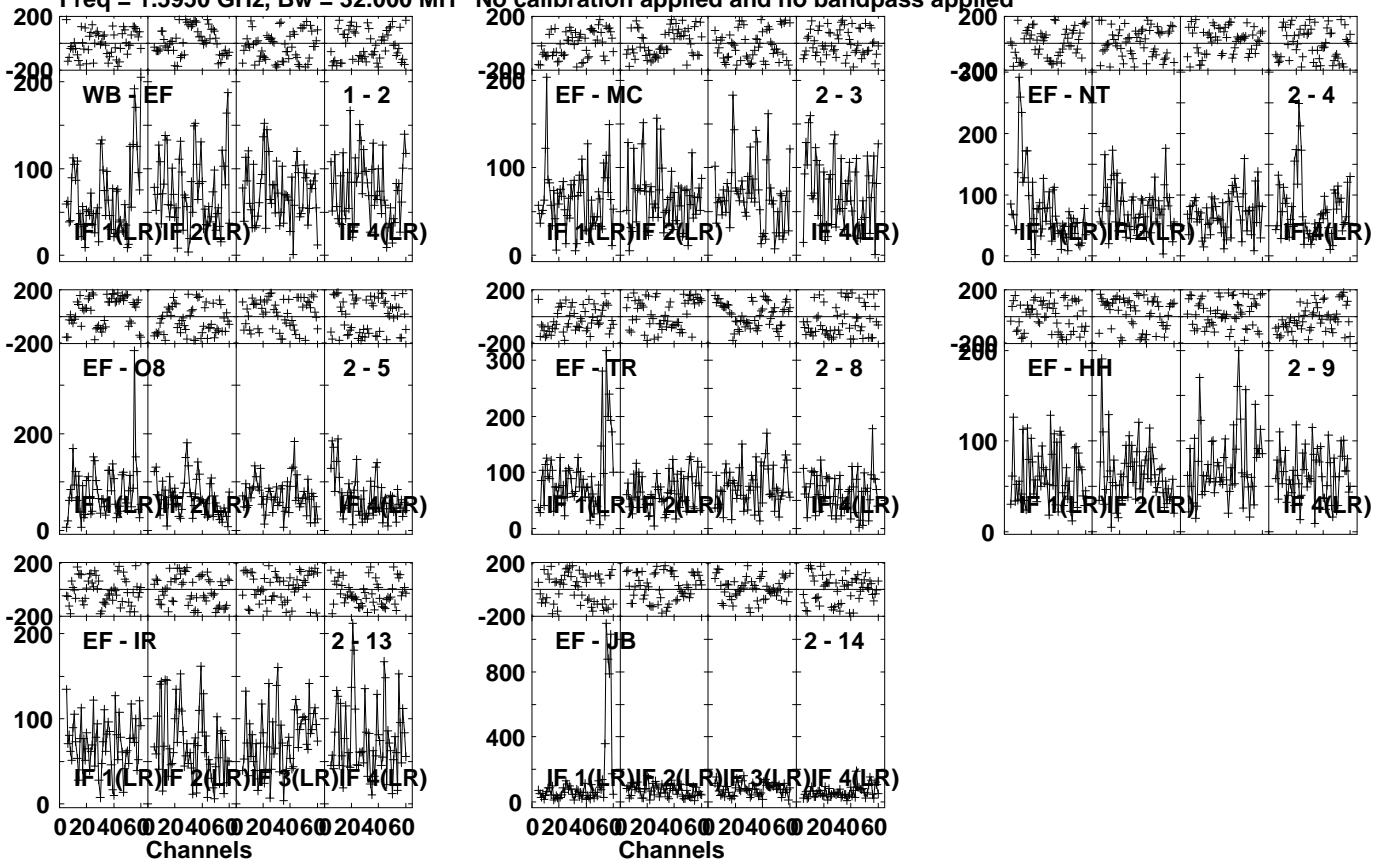 Freq = 1.5950 GHz, Bw = 32.000 MH No calibration applied and no bandpass applied
200
-200
200
100
0
WB - EF 1 - 2
IF 1(LR) IF 2(LR) IF 4(LR)
200
-200
200
100
0
EF - MC 2 - 3
IF 1(LR) IF 2(LR) IF 4(LR)
200
-200
300
200
100
0
EF - NT 2 - 4
IF 1(LR) IF 2(LR) IF 4(LR)
200
-200
200
0
EF - O8 2 - 5
IF 1(LR) IF 2(LR) IF 4(LR)
200
-200
300
200
100
0
EF - TR 2 - 8
IF 1(LR) IF 2(LR) IF 4(LR)
200
-200
200
100
0
EF - HH 2 - 9
IF 1(LR) IF 2(LR) IF 4(LR)
200
-200
200
100
0
EF - IR 2 - 13
IF 1(LR) IF 2(LR) IF 3(LR) IF 4(LR)
0 20 40 60 0 20 40 60 0 20 40 60 0 20 40 60
Channels
200
-200
800
400
0
EF - JB 2 - 14
IF 1(LR) IF 2(LR) IF 3(LR) IF 4(LR)
0 20 40 60 0 20 40 60 0 20 40 60 0 20 40 60
Channels